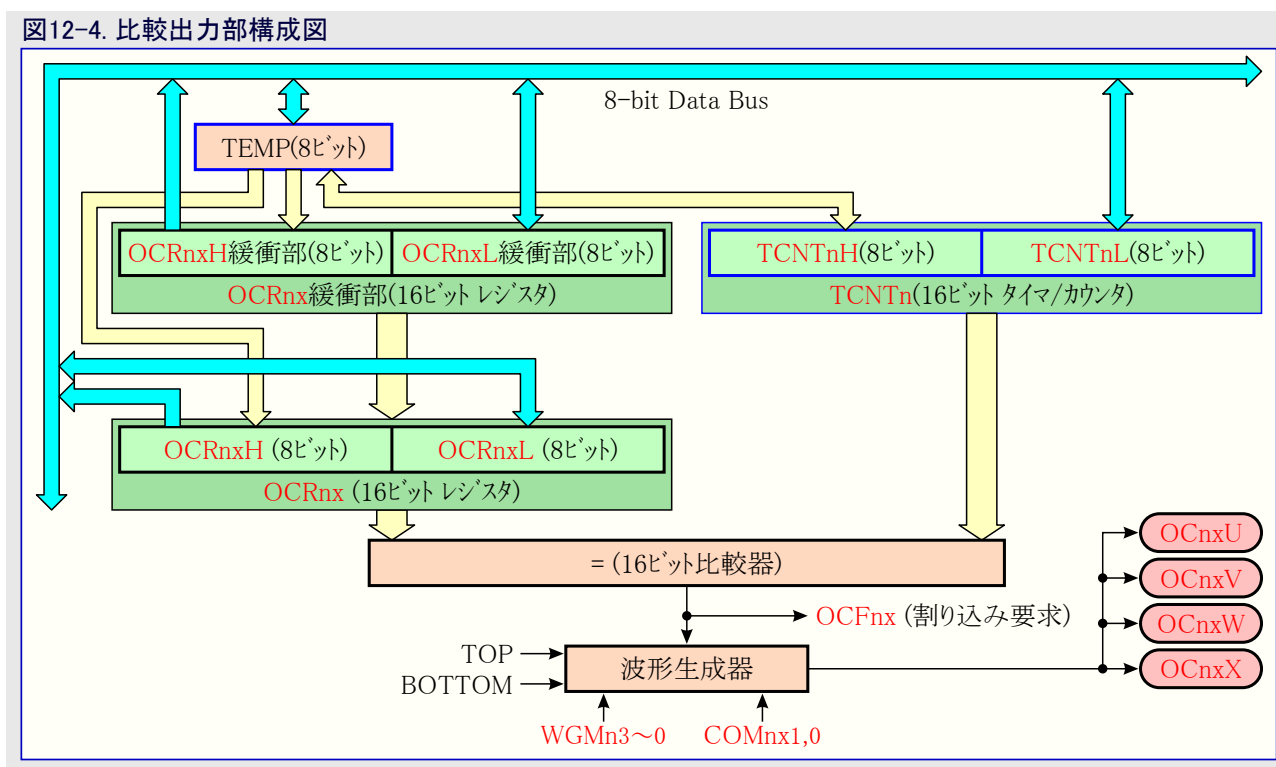 図12-4. 比較出力部構成図
8-bit Data Bus
TEMP(8ﾋﾞｯﾄ)
OCRnxH緩衝部(8ﾋﾞｯﾄ) OCRnxL緩衝部(8ﾋﾞｯﾄ)
OCRnx緩衝部(16ﾋﾞｯﾄ ﾚｼﾞｽﾀ)
TCNTnH(8ﾋﾞｯﾄ) TCNTnL(8ﾋﾞｯﾄ)
TCNTn(16ﾋﾞｯﾄ ﾀｲﾏ/ｶｳﾝﾀ)
OCRnxH (8ﾋﾞｯﾄ) OCRnxL (8ﾋﾞｯﾄ)
OCRnx (16ﾋﾞｯﾄ ﾚｼﾞｽﾀ)
= (16ﾋﾞｯﾄ比較器)
OCFnx (割り込み要求)
TOP
BOTTOM
波形生成器
WGMn3～0
COMnx1,0
OCnxU
OCnxV
OCnxW
OCnxX